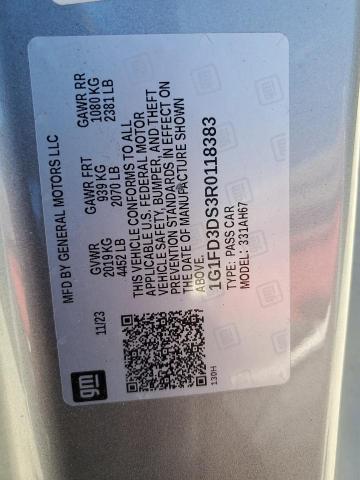 MFD BY GENERAL MOTORS LLC
11/23
GVWR
2019 KG
4452 LB
GAWR FRT
939 KG
2070 LB
GAWR RR
1080 KG
2381 LB
THIS VEHICLE CONFORMS TO ALL
APPLICABLE U.S. FEDERAL MOTOR
VEHICLE SAFETY, BUMPER, AND THEFT
PREVENTION STANDARDS IN EFFECT ON
THE DATE OF MANUFACTURE SHOWN
ABOVE.
1G1FD3DS3R0118383
TYPE: PASS CAR
MODEL: 331AH67
gm
130H